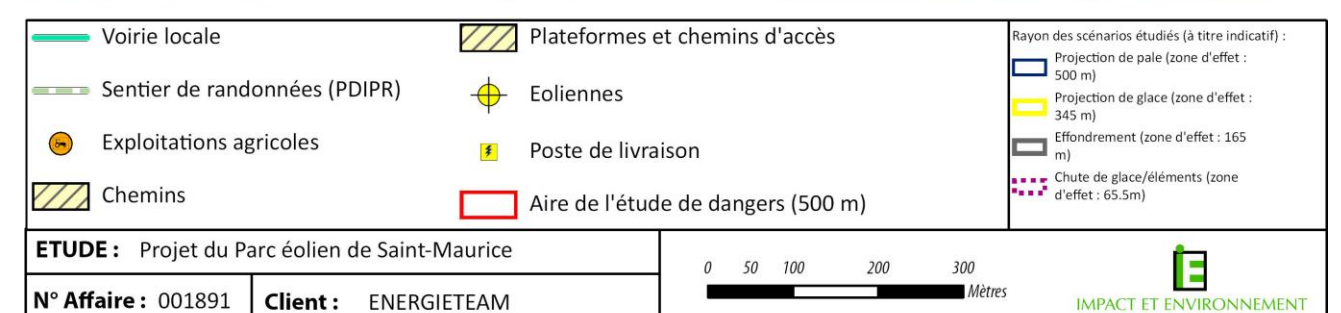 Voirie locale
Sentier de randonnées (PDIPR)
Exploitations agricoles
Chemins
Plateformes et chemins d'accès
Eoliennes
Poste de livraison
Aire de l'étude de dangers (500 m)
Rayon des scénarios étudiés (à titre indicatif) :
Projection de pale (zone d'effet :
500 m)
Projection de glace (zone d'effet :
345 m)
Effondrement (zone d'effet : 165
m)
Chute de glace/éléments (zone
d'effet : 65.5m)
ETUDE : Projet du Parc éolien de Saint-Maurice
N° Affaire : 001891 Client : ENERGIETEAM
0 50 100 200 300
Mètres
IE
IMPACT ET ENVIRONNEMENT